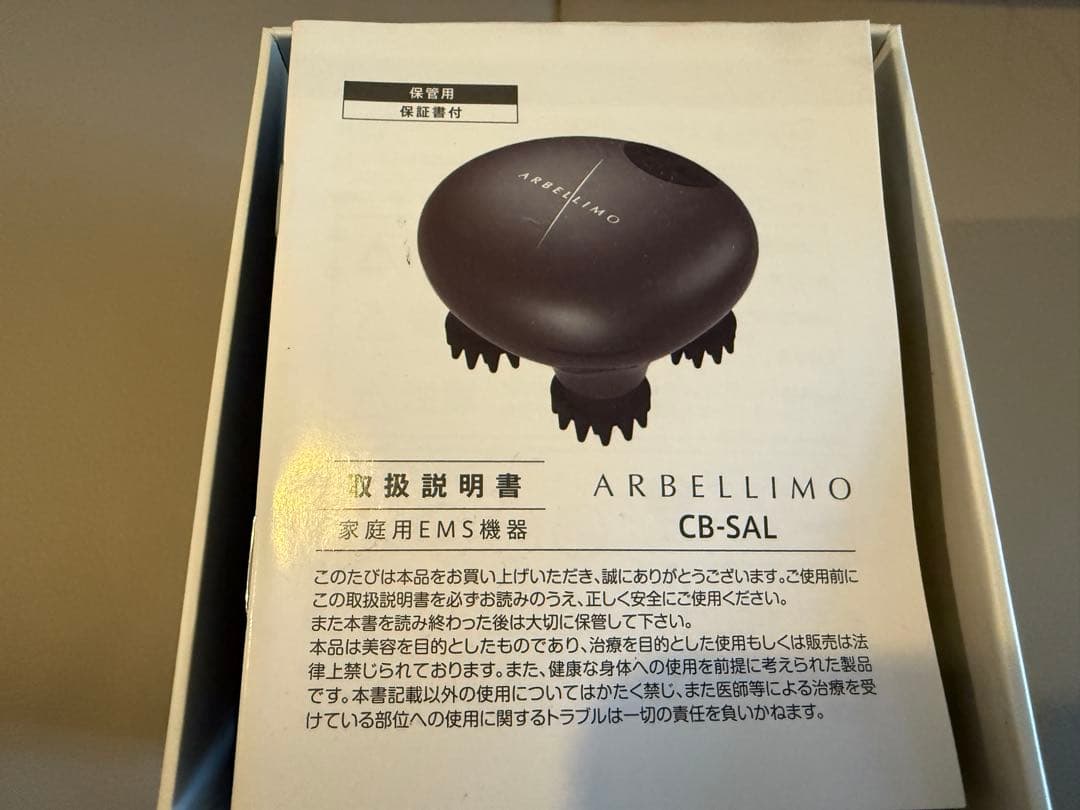 保管用
保証書付
ARBELLIMO
取扱説明書
ARBELLIMO
家庭用EMS機器
CB-SAL
このたびは本品をお買い上げいただき、誠にありがとうございます。ご使用前に
この取扱説明書を必ずお読みのうえ、正しく安全にご使用ください。
また本書を読み終わった後は大切に保管して下さい。
本品は美容を目的としたものであり、治療を目的とした使用もしくは販売は法
律上禁じられております。また、健康な身体への使用を前提に考えられた製品
です。本書記載以外の使用についてはかたく禁じ、また医師等による治療を受
けている部位への使用に関するトラブルは一切の責任を負いかねます。